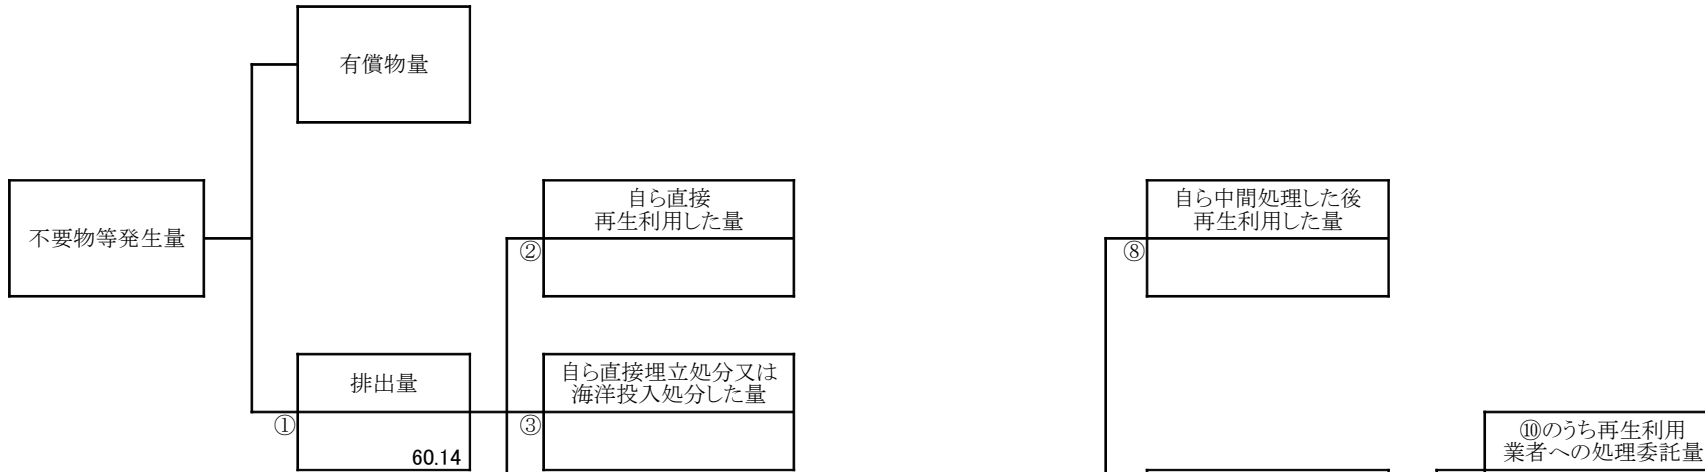 有償物量
自ら直接
再生利用した量
自ら中間処理した後
再生利用した量
不要物等発生量
②
⑧
排出量
自ら直接埋立処分又は
海洋投入処分した量
①
③
⑩のうち再生利用
業者への処理委託量
60.14